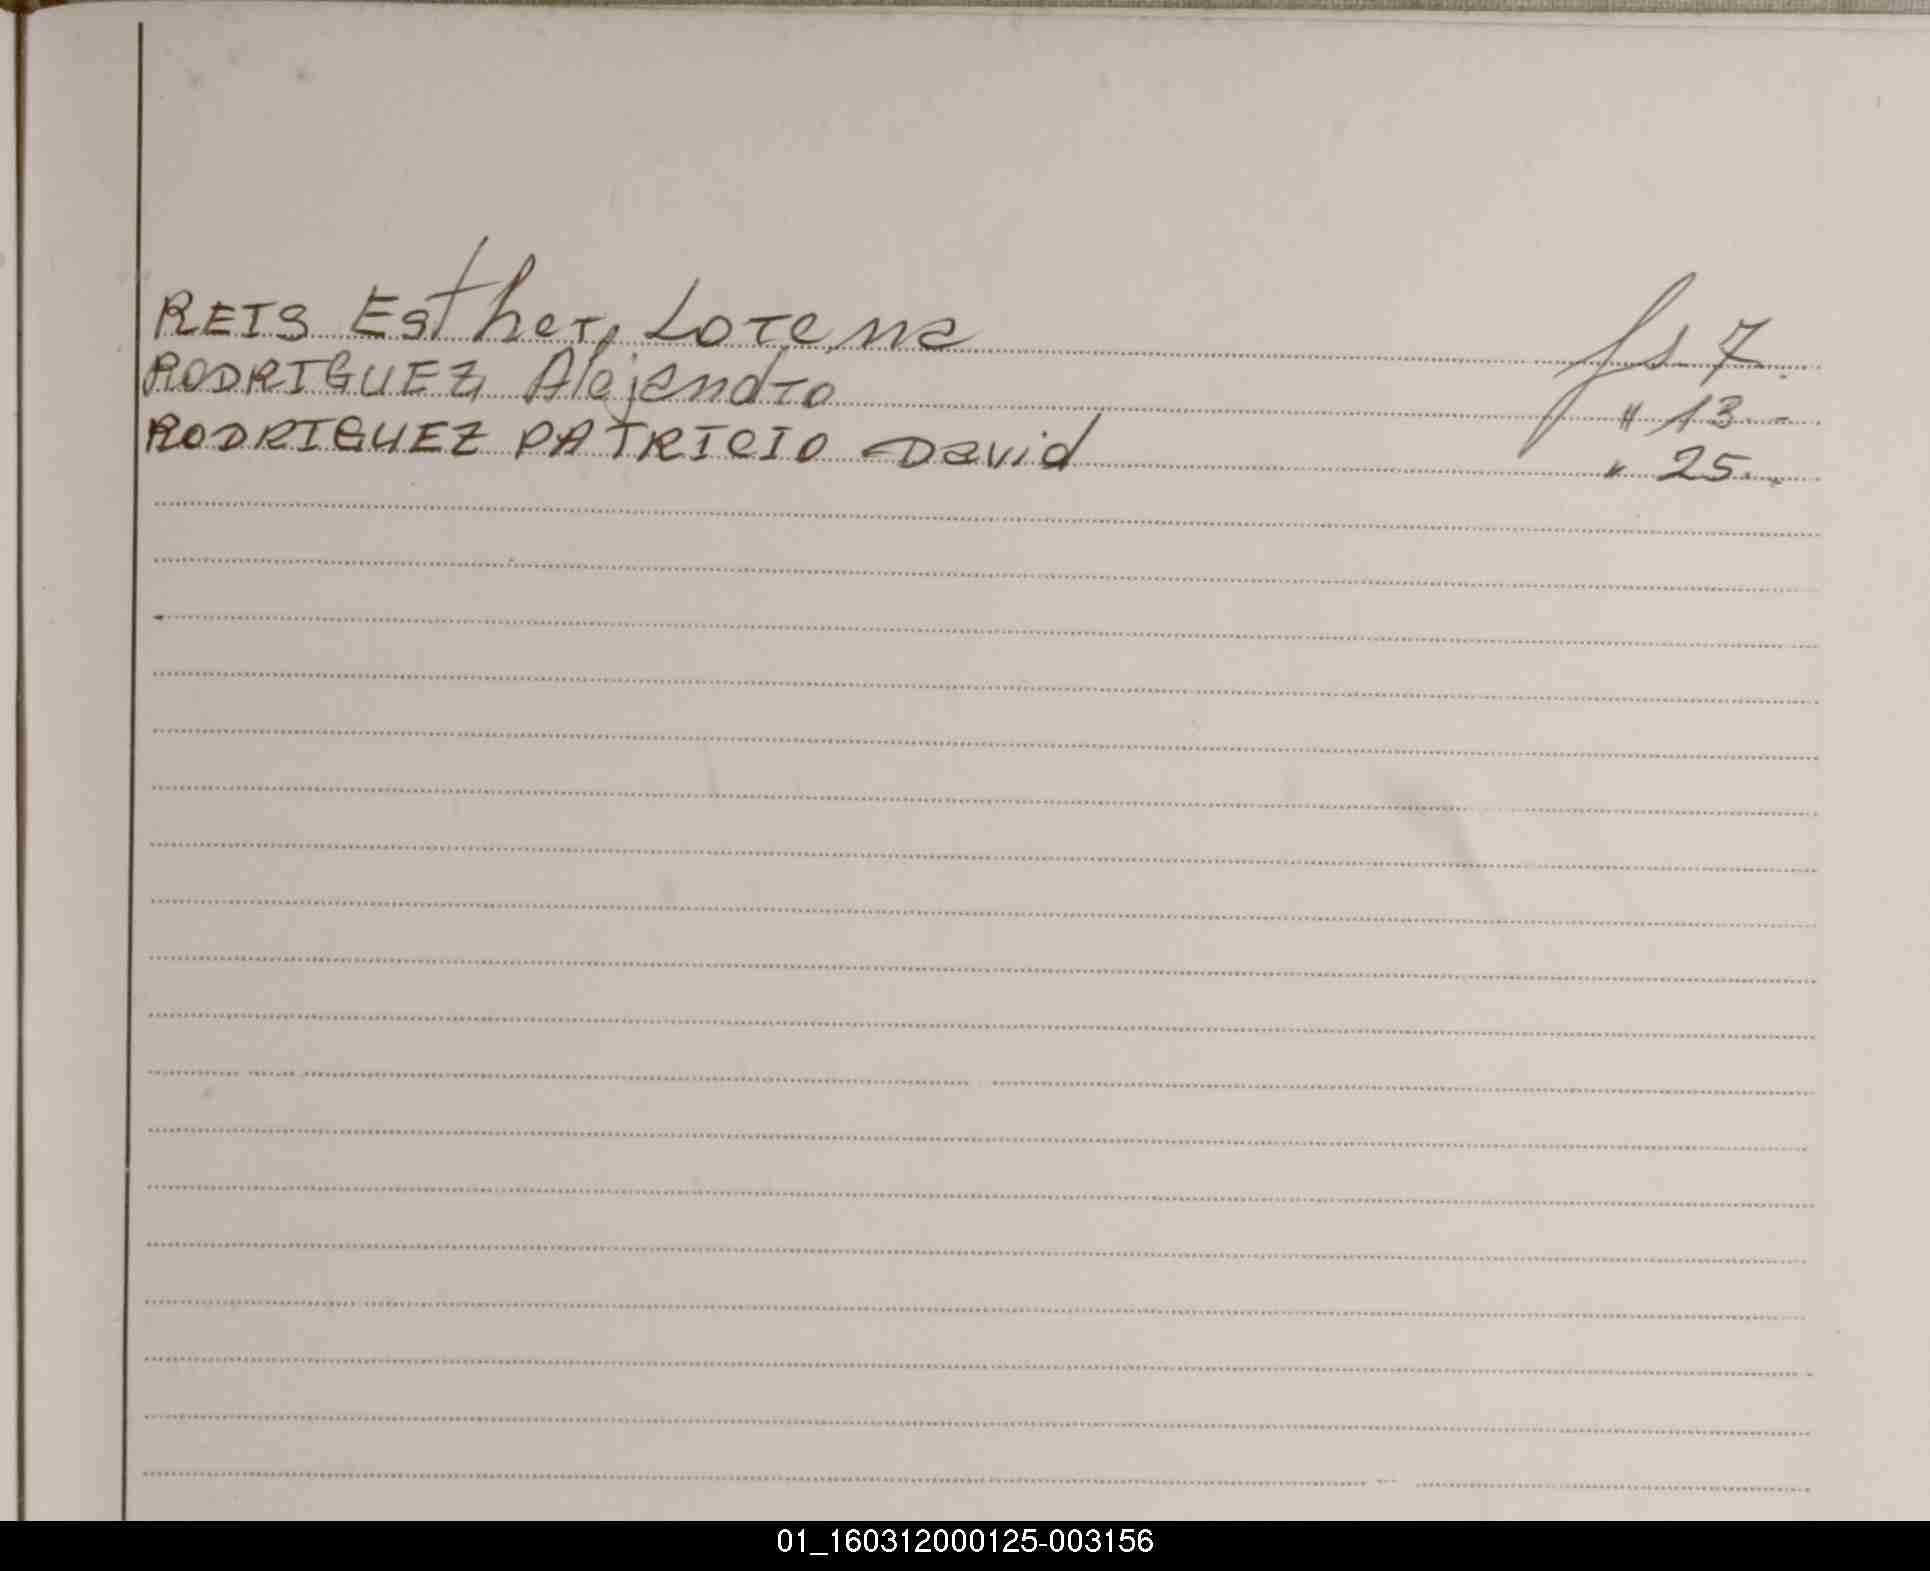 REIS Esther, Lorena fs 7.
RODRIGUEZ Alejandro " 13 -
RODRIGUEZ PATRICIO David " 25.
01_160312000125-003156